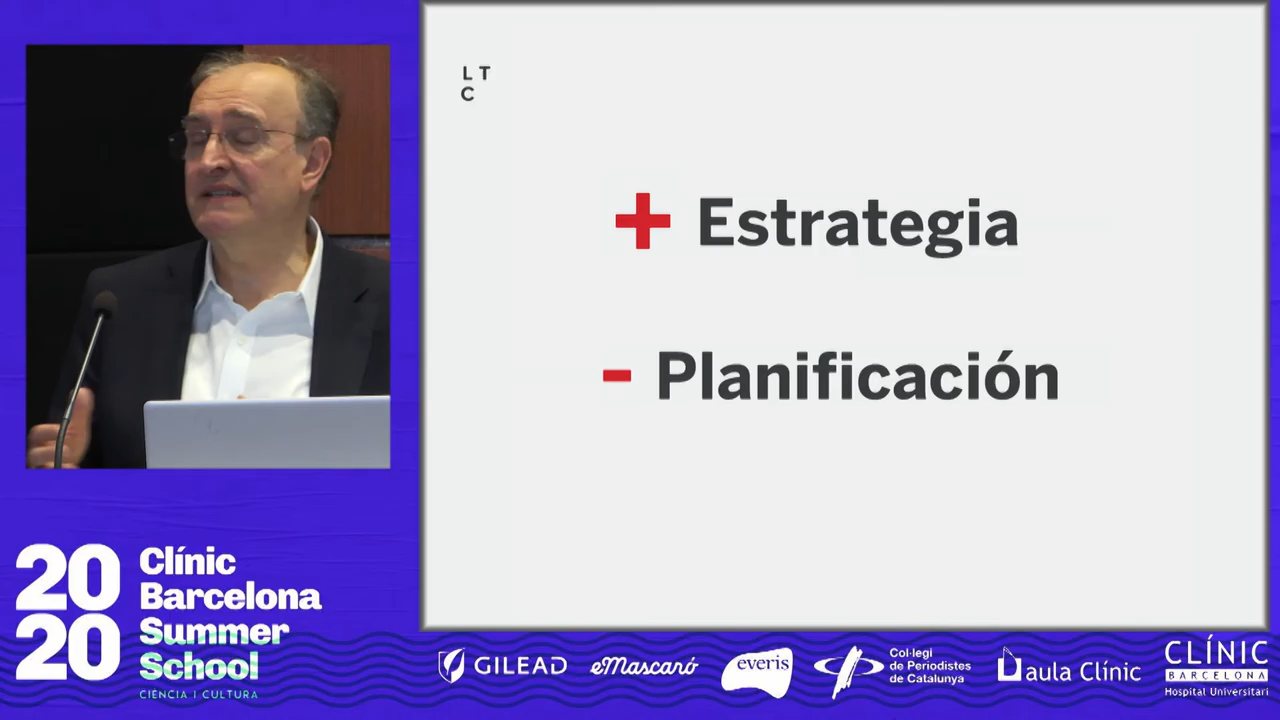 L T
C
+ Estrategia
- Planificación
20
20
Clínic
Barcelona
Summer
School
CIÈNCIA I CULTURA
GILEAD
eMascaró
everis
Col·legi
de Periodistes
de Catalunya
aula Clínic
CLÍNIC
BARCELONA
Hospital Universitari